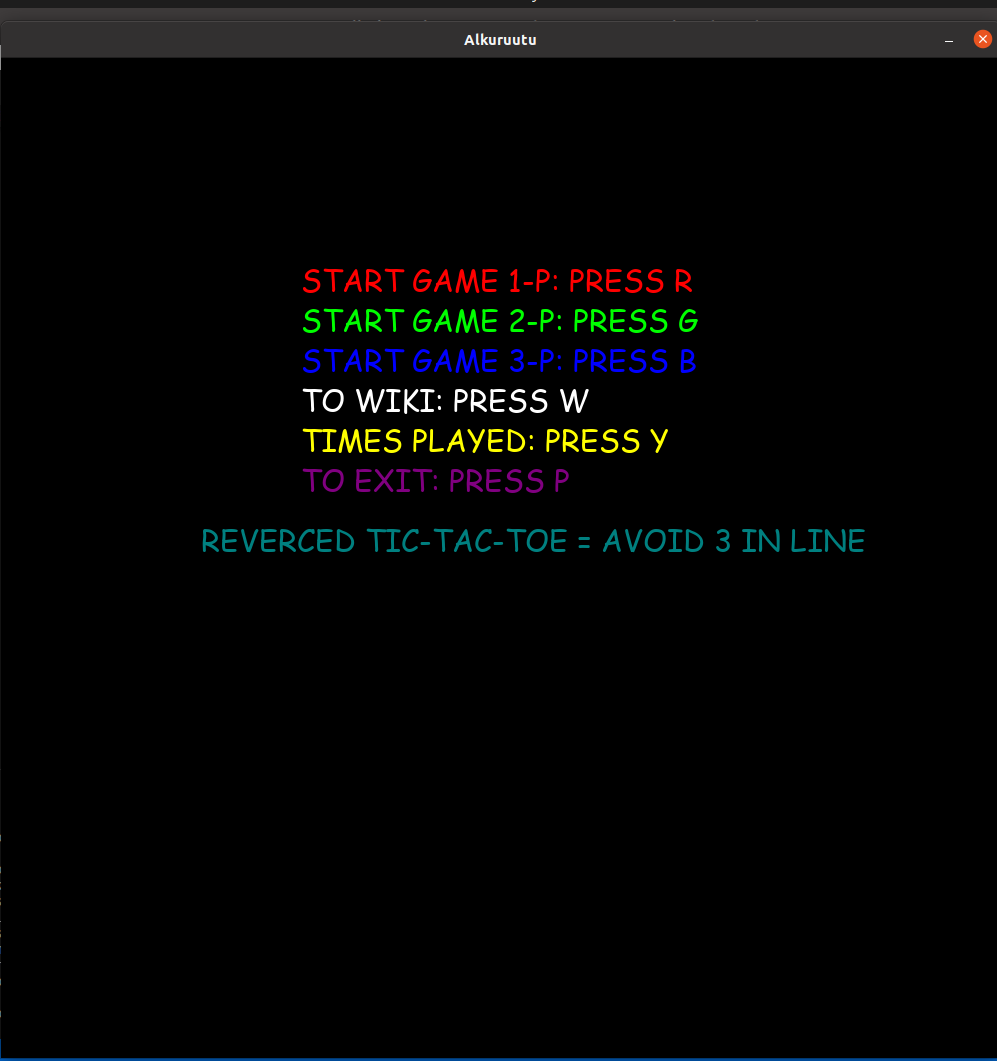 Alkuruutu
START GAME 1-P: PRESS R
START GAME 2-P: PRESS G
START GAME 3-P: PRESS B
TO WIKI: PRESS W
TIMES PLAYED: PRESS Y
TO EXIT: PRESS P
REVERCED TIC-TAC-TOE = AVOID 3 IN LINE